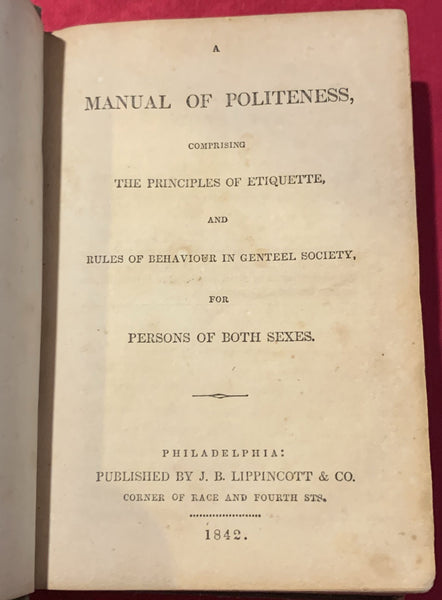 A
MANUAL OF POLITENESS,
COMPRISING
THE PRINCIPLES OF ETIQUETTE,
AND
RULES OF BEHAVIOUR IN GENTEEL SOCIETY,
FOR
PERSONS OF BOTH SEXES.
PHILADELPHIA:
PUBLISHED BY J. B. LIPPINCOTT & CO.
CORNER OF RACE AND FOURTH STS.
1842.